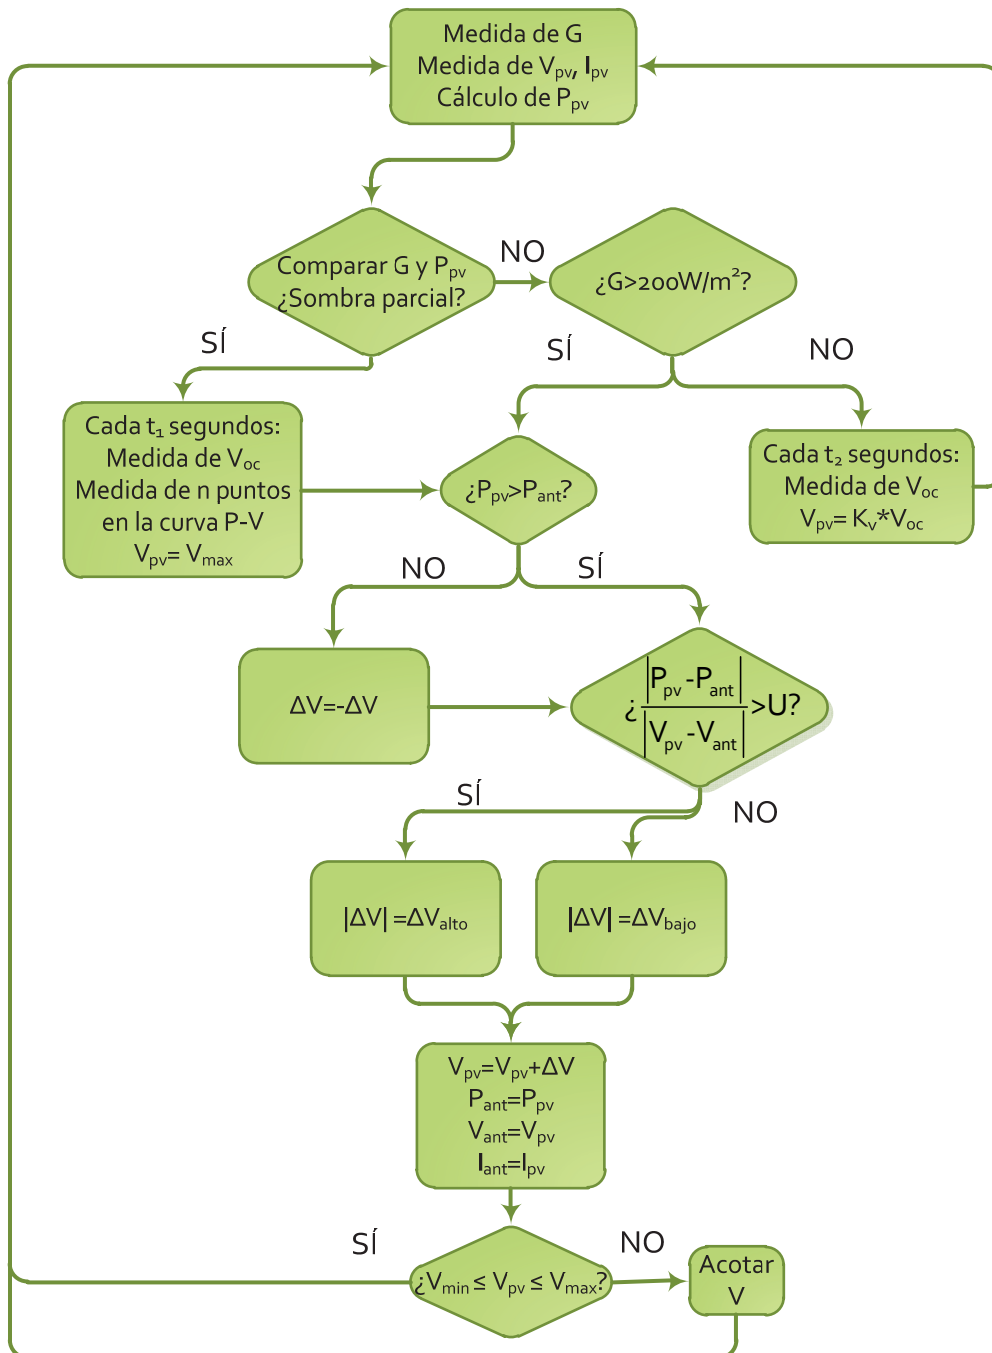 Medida de G
Medida de Vpv, Ipv
Cálculo de Ppv
Comparar G y Ppv
¿Sombra parcial?
NO
¿G>200W/m²?
SÍ
SÍ
NO
Cada t₁ segundos:
Medida de Voc
Medida de n puntos
en la curva P-V
Vpv= Vmax
¿Ppv>Pant?
Cada t₂ segundos:
Medida de Voc
Vpv= Kv*Voc
NO
SÍ
ΔV=-ΔV
¿|Ppv -Pant| / |Vpv -Vant| >U?
SÍ
NO
|ΔV| =ΔValto
|ΔV| =ΔVbajo
Vpv=Vpv+ΔV
Pant=Ppv
Vant=Vpv
Iant=Ipv
SÍ
¿Vmin ≤ Vpv ≤ Vmax?
NO
Acotar
V